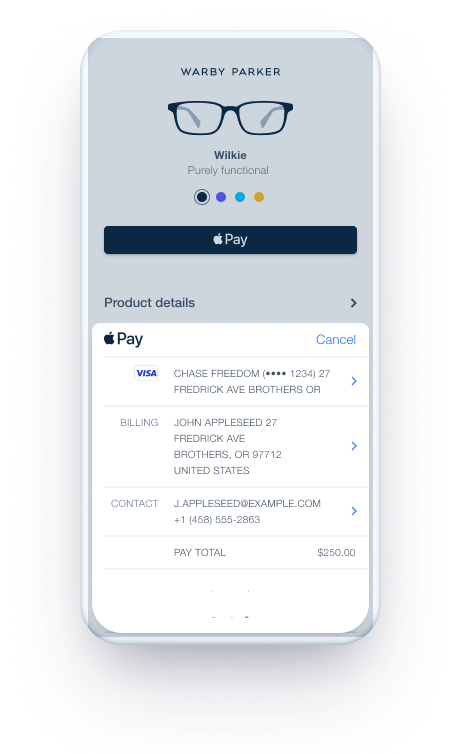 WARBY PARKER
Wilkie
Purely functional
Pay
Product details
Pay
Cancel
VISA
CHASE FREEDOM (•••• 1234) 27
FREDRICK AVE BROTHERS OR
BILLING
JOHN APPLESEED 27
FREDRICK AVE
BROTHERS, OR 97712
UNITED STATES
CONTACT
J.APPLESEED@EXAMPLE.COM
+1 (458) 555-2863
PAY TOTAL
$250.00